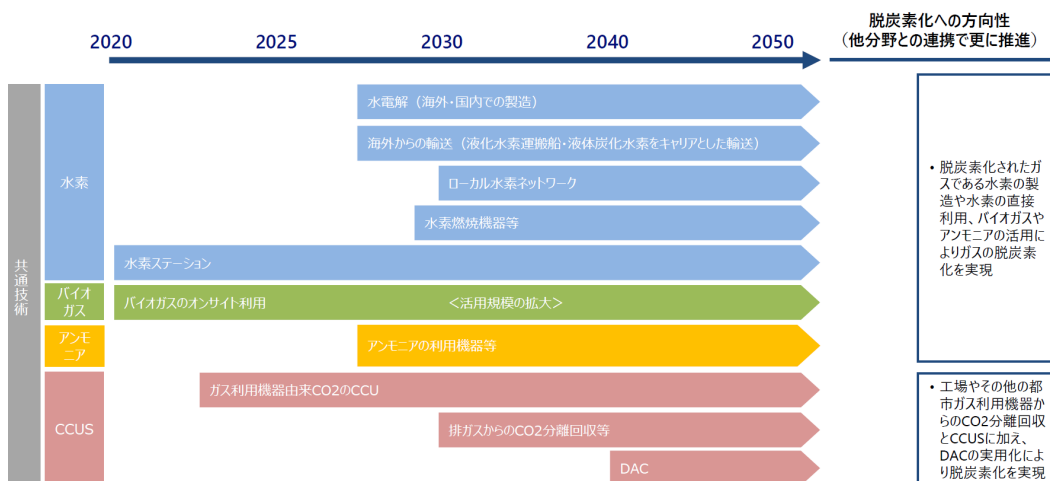 脱炭素化への方向性
（他分野との連携で更に推進）
2020 2025 2030 2040 2050
共通技術
水素
水電解（海外・国内での製造）
海外からの輸送（液化水素運搬船・液体炭化水素をキャリアとした輸送）
ローカル水素ネットワーク
水素燃焼機器等
水素ステーション
バイオ
ガス
バイオガスのオンサイト利用 ＜活用規模の拡大＞
アンモ
ニア
アンモニアの利用機器等
CCUS
ガス利用機器由来CO2のCCU
排ガスからのCO2分離回収等
DAC
• 脱炭素化されたガ
スである水素の製
造や水素の直接
利用、バイオガスや
アンモニアの活用に
よりガスの脱炭素
化を実現
• 工場やその他の都
市ガス利用機器か
らのCO2分離回収
とCCUSに加え、
DACの実用化によ
り脱炭素化を実現